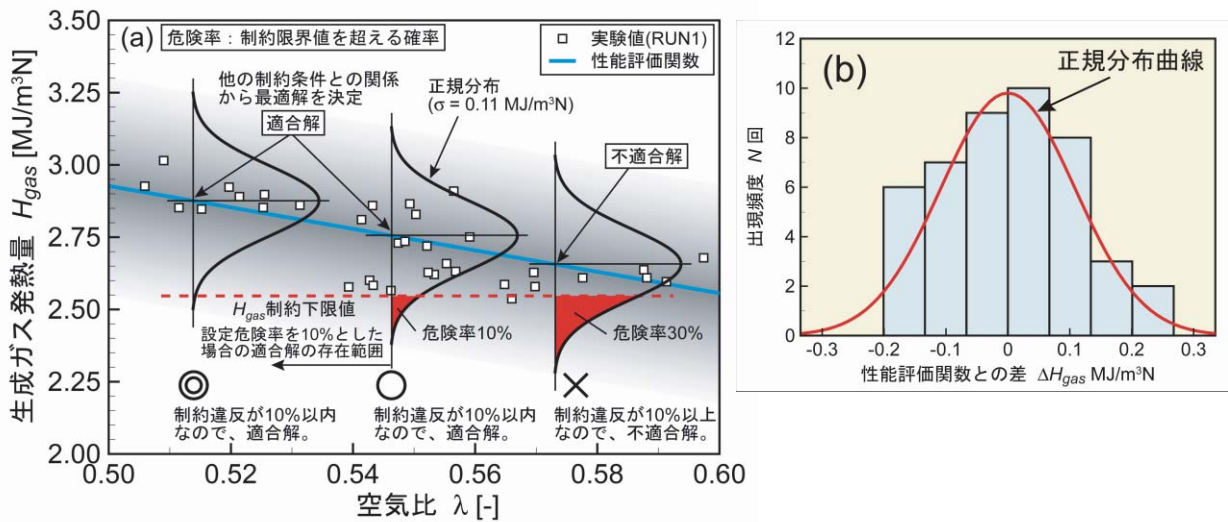 (a)
危険率：制約限界値を超える確率
実験値(RUN1)
性能評価関数
他の制約条件との関係
から最適解を決定
正規分布
(σ = 0.11 MJ/m³N)
適合解
不適合解
Hgas制約下限値
設定危険率を10%とした
場合の適合解の存在範囲
危険率10%
危険率30%
◎
○
×
制約違反が10%以内
なので、適合解。
制約違反が10%以内
なので、適合解。
制約違反が10%以上
なので、不適合解。
生成ガス発熱量 Hgas [MJ/m³N]
3.50
3.25
3.00
2.75
2.50
2.25
2.00
0.50
0.52
0.54
0.56
0.58
0.60
空気比 λ [-]
(b)
正規分布曲線
出現頻度 N 回
12
10
8
6
4
2
0
-0.3
-0.2
-0.1
0
0.1
0.2
0.3
性能評価関数との差 ΔHgas MJ/m³N